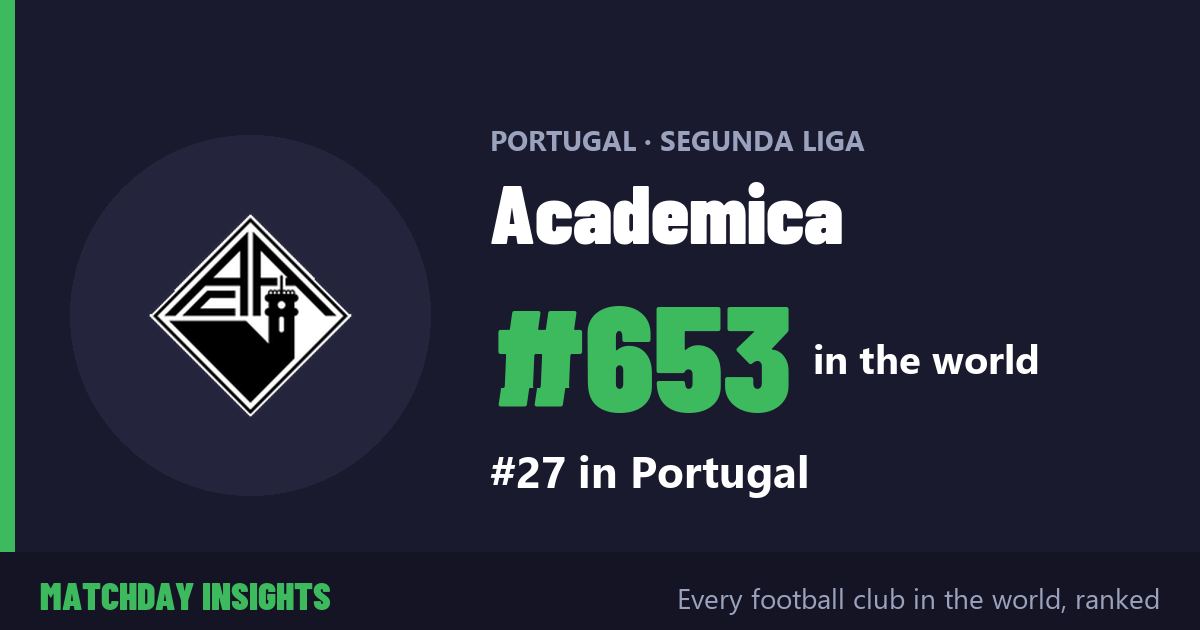 PORTUGAL · SEGUNDA LIGA
Academica
#653 in the world
#27 in Portugal
MATCHDAY INSIGHTS
Every football club in the world, ranked